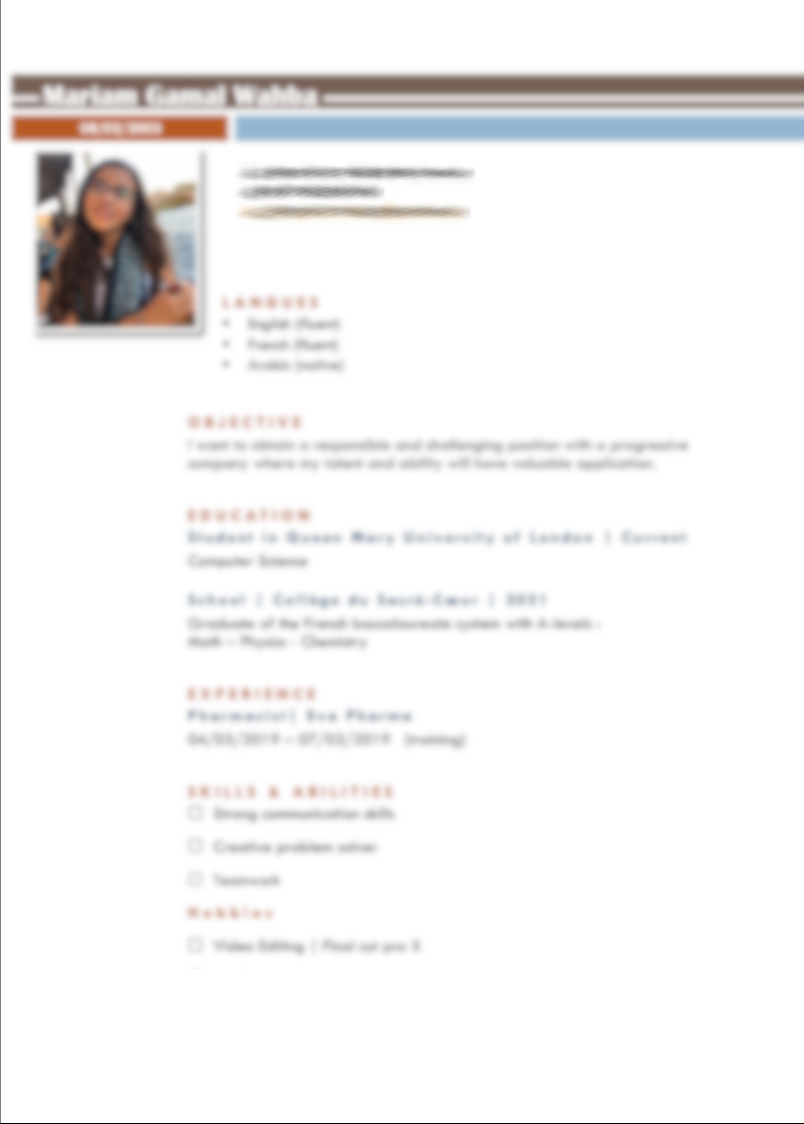 Mariam Gamal Wahba
LANGUES
• English (fluent)
• French (fluent)
• Arabic (native)
OBJECTIVE
I want to obtain a responsible and challenging position with a progressive
company where my talent and ability will have valuable application.
EDUCATION
Student in Queen Mary University of London | Current
Computer Science
School | Collège du Sacré-Cœur | 2021
Graduate of the French baccalaureate system with A-levels :
Math – Physics - Chemistry
EXPERIENCE
Pharmacist| Eva Pharma
04/03/2019 – 07/03/2019 (training)
SKILLS & ABILITIES
☐ Strong communication skills
☐ Creative problem solver
☐ Teamwork
Hobbies
☐ Video Editing | Final cut pro X